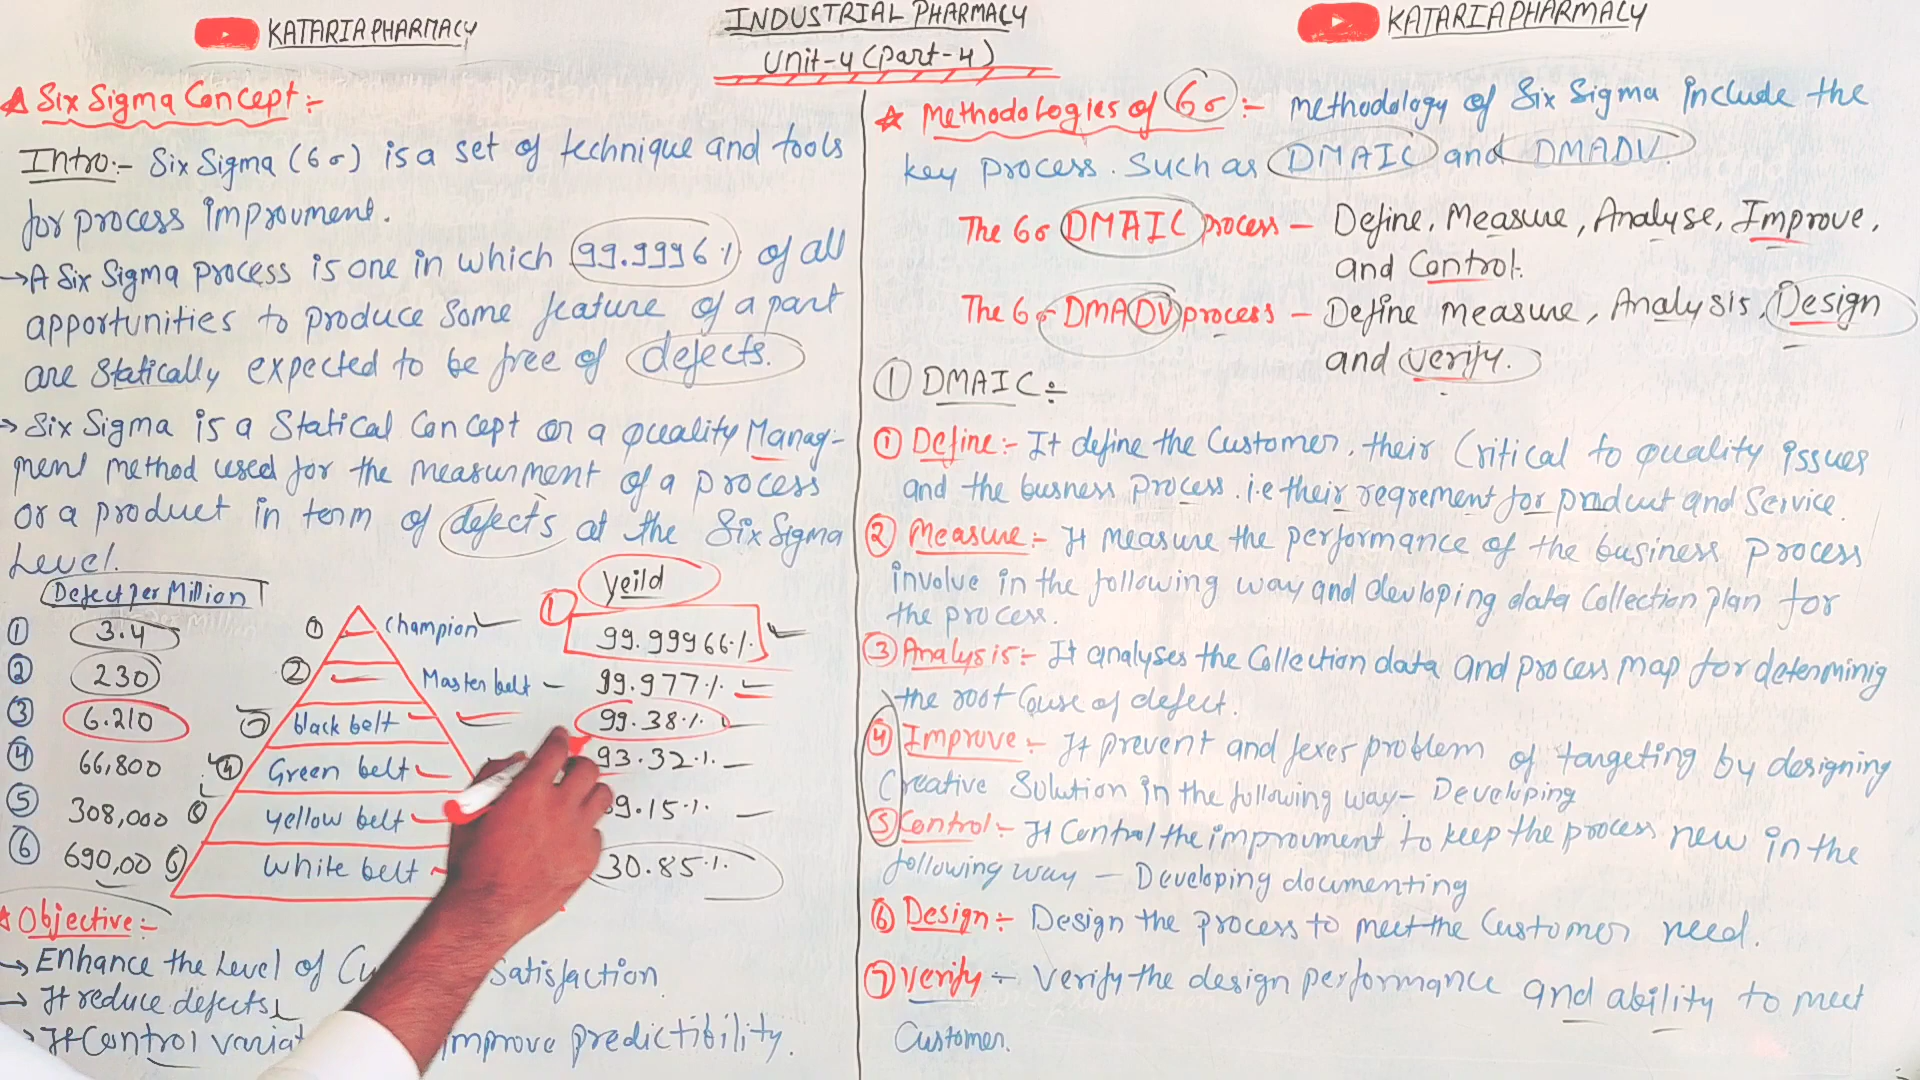 KATARIA PHARMACY
INDUSTRIAL PHARMACY
Unit-4 (Part-4)
KATARIA PHARMACY
Six Sigma Concept :-
Intro:- Six Sigma (6σ) is a set of technique and tools
for process improvment.
→ A Six Sigma process is one in which 99.9996% of all
apportunities to produce some feature of a part
are statically expected to be free of defects.
→ Six Sigma is a Statical Concept or a quality Manag-
ment method used for the measurment of a process
or a product in term of defects at the Six Sigma
Level.
Defect per Million
① 3.4
② 230
③ 6.210
④ 66,800
⑤ 308,000
⑥ 690,00
① Champion
② Master belt
black belt
④ Green belt
yellow belt
White belt
Yeild
① 99.99966%
99.977%
99.38%
93.32%
9.15%
30.85%
Objective :-
→ Enhance the Level of Cu Satisfaction
→ It reduce defects
→ It Control variat improve predictibility.
Methodologies of 6σ :- methodology of Six Sigma include the
key process. Such as DMAIC and DMADV.
The 6σ DMAIC process – Define, Measure, Analyse, Improve,
and Control.
The 6σ DMADV process – Define measure, Analysis, Design
and verify.
① DMAIC :-
① Define:- It define the Customer, their Critical to quality issues
and the busness process. i.e their reqrement for product and Service.
② Measure:- It measure the performance of the business process
involve in the following way and devloping data Collection plan for
the process.
③ Analysis:- It analyses the Collection data and process map for determinig
the root Couse of defect.
④ Improve:- It prevent and fexes problem of targeting by designing
Creative Solution in the following way– Developing
⑤ Control:- It Control the improvment to keep the process new in the
following way – Developing documenting
⑥ Design:- Design the process to meet the Customer need.
⑦ Verify:- Verify the design performance and ability to meet
Customer.